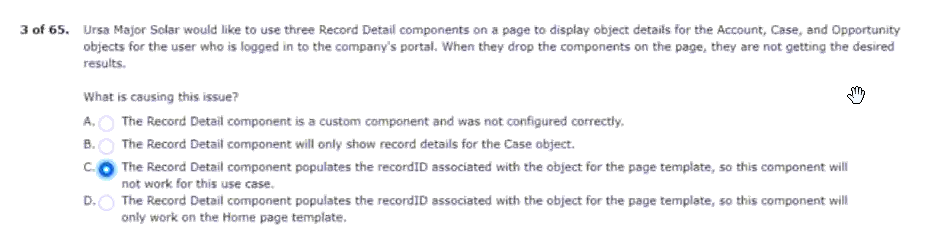 3 of 65. Ursa Major Solar would like to use three Record Detail components on a page to display object details for the Account, Case, and Opportunity
objects for the user who is logged in to the company's portal. When they drop the components on the page, they are not getting the desired
results.
What is causing this issue?
A. The Record Detail component is a custom component and was not configured correctly.
B. The Record Detail component will only show record details for the Case object.
C. The Record Detail component populates the recordID associated with the object for the page template, so this component will
not work for this use case.
D. The Record Detail component populates the recordID associated with the object for the page template, so this component will
only work on the Home page template.